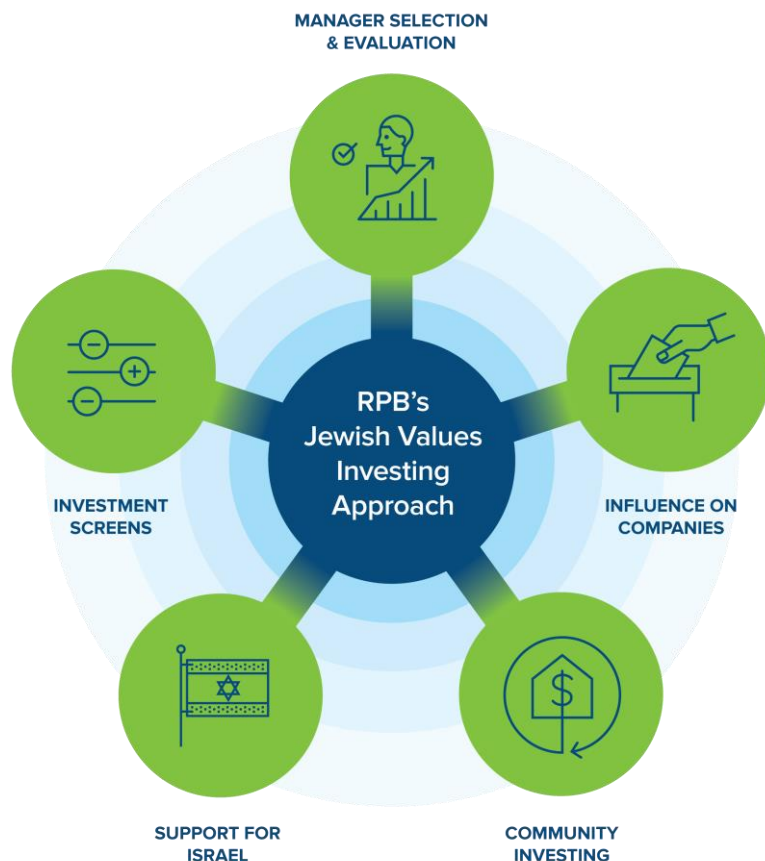 MANAGER SELECTION
& EVALUATION
RPB's
Jewish Values
Investing
Approach
INVESTMENT
SCREENS
INFLUENCE ON
COMPANIES
$
SUPPORT FOR
ISRAEL
COMMUNITY
INVESTING